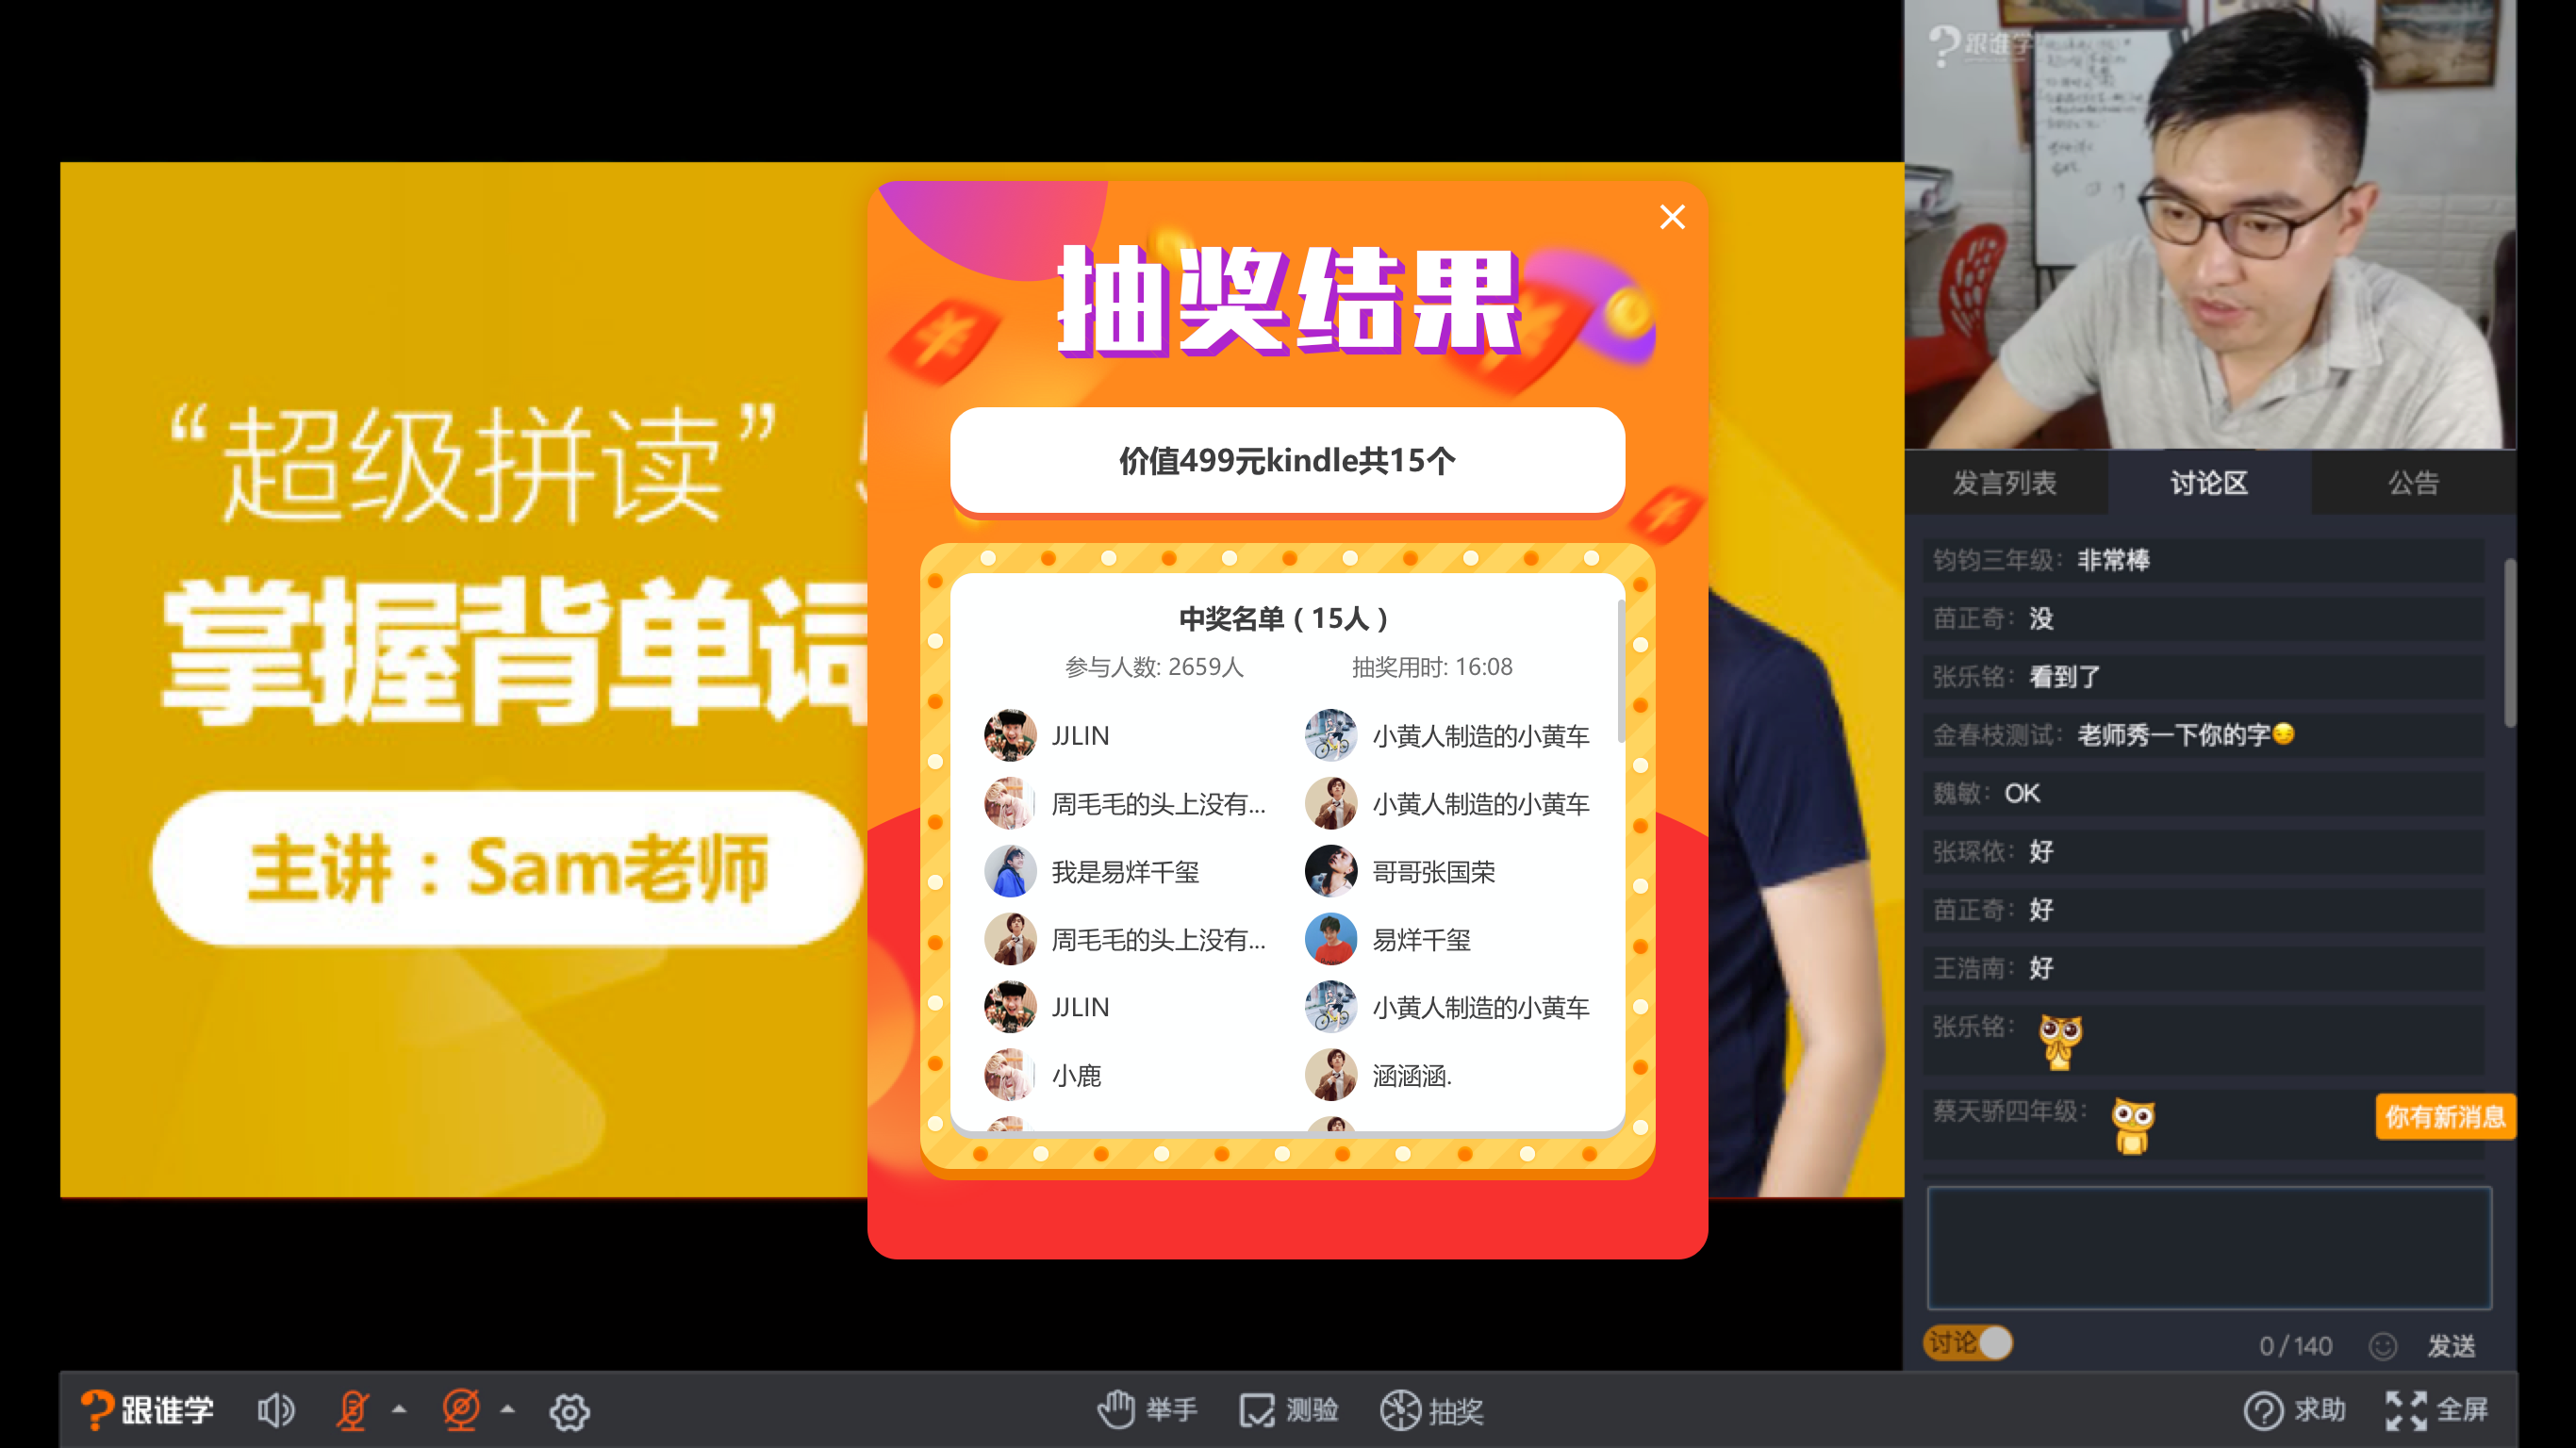 跟谁学
“超级拼读”
掌握背单词
主讲：Sam老师
抽奖结果
价值499元kindle共15个
中奖名单（15人）
参与人数: 2659人 抽奖用时: 16:08
JJLIN 小黄人制造的小黄车
周毛毛的头上没有... 小黄人制造的小黄车
我是易烊千玺 哥哥张国荣
周毛毛的头上没有... 易烊千玺
JJLIN 小黄人制造的小黄车
小鹿 涵涵涵.
发言列表 讨论区 公告
钧钧三年级：非常棒
苗正奇：没
张乐铭：看到了
金春枝测试：老师秀一下你的字😏
魏敏：OK
张琛依：好
苗正奇：好
王浩南：好
张乐铭：
蔡天骄四年级：
你有新消息
讨论 0/140 发送
跟谁学 举手 测验 抽奖 求助 全屏